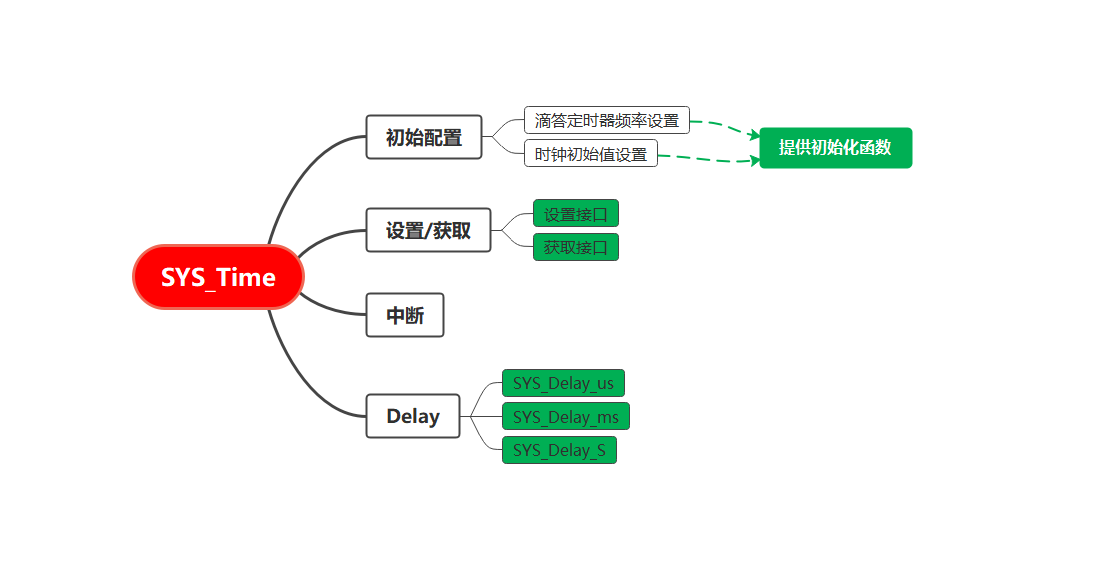 SYS_Time
初始配置
滴答定时器频率设置
时钟初始值设置
提供初始化函数
设置/获取
设置接口
获取接口
中断
Delay
SYS_Delay_us
SYS_Delay_ms
SYS_Delay_S